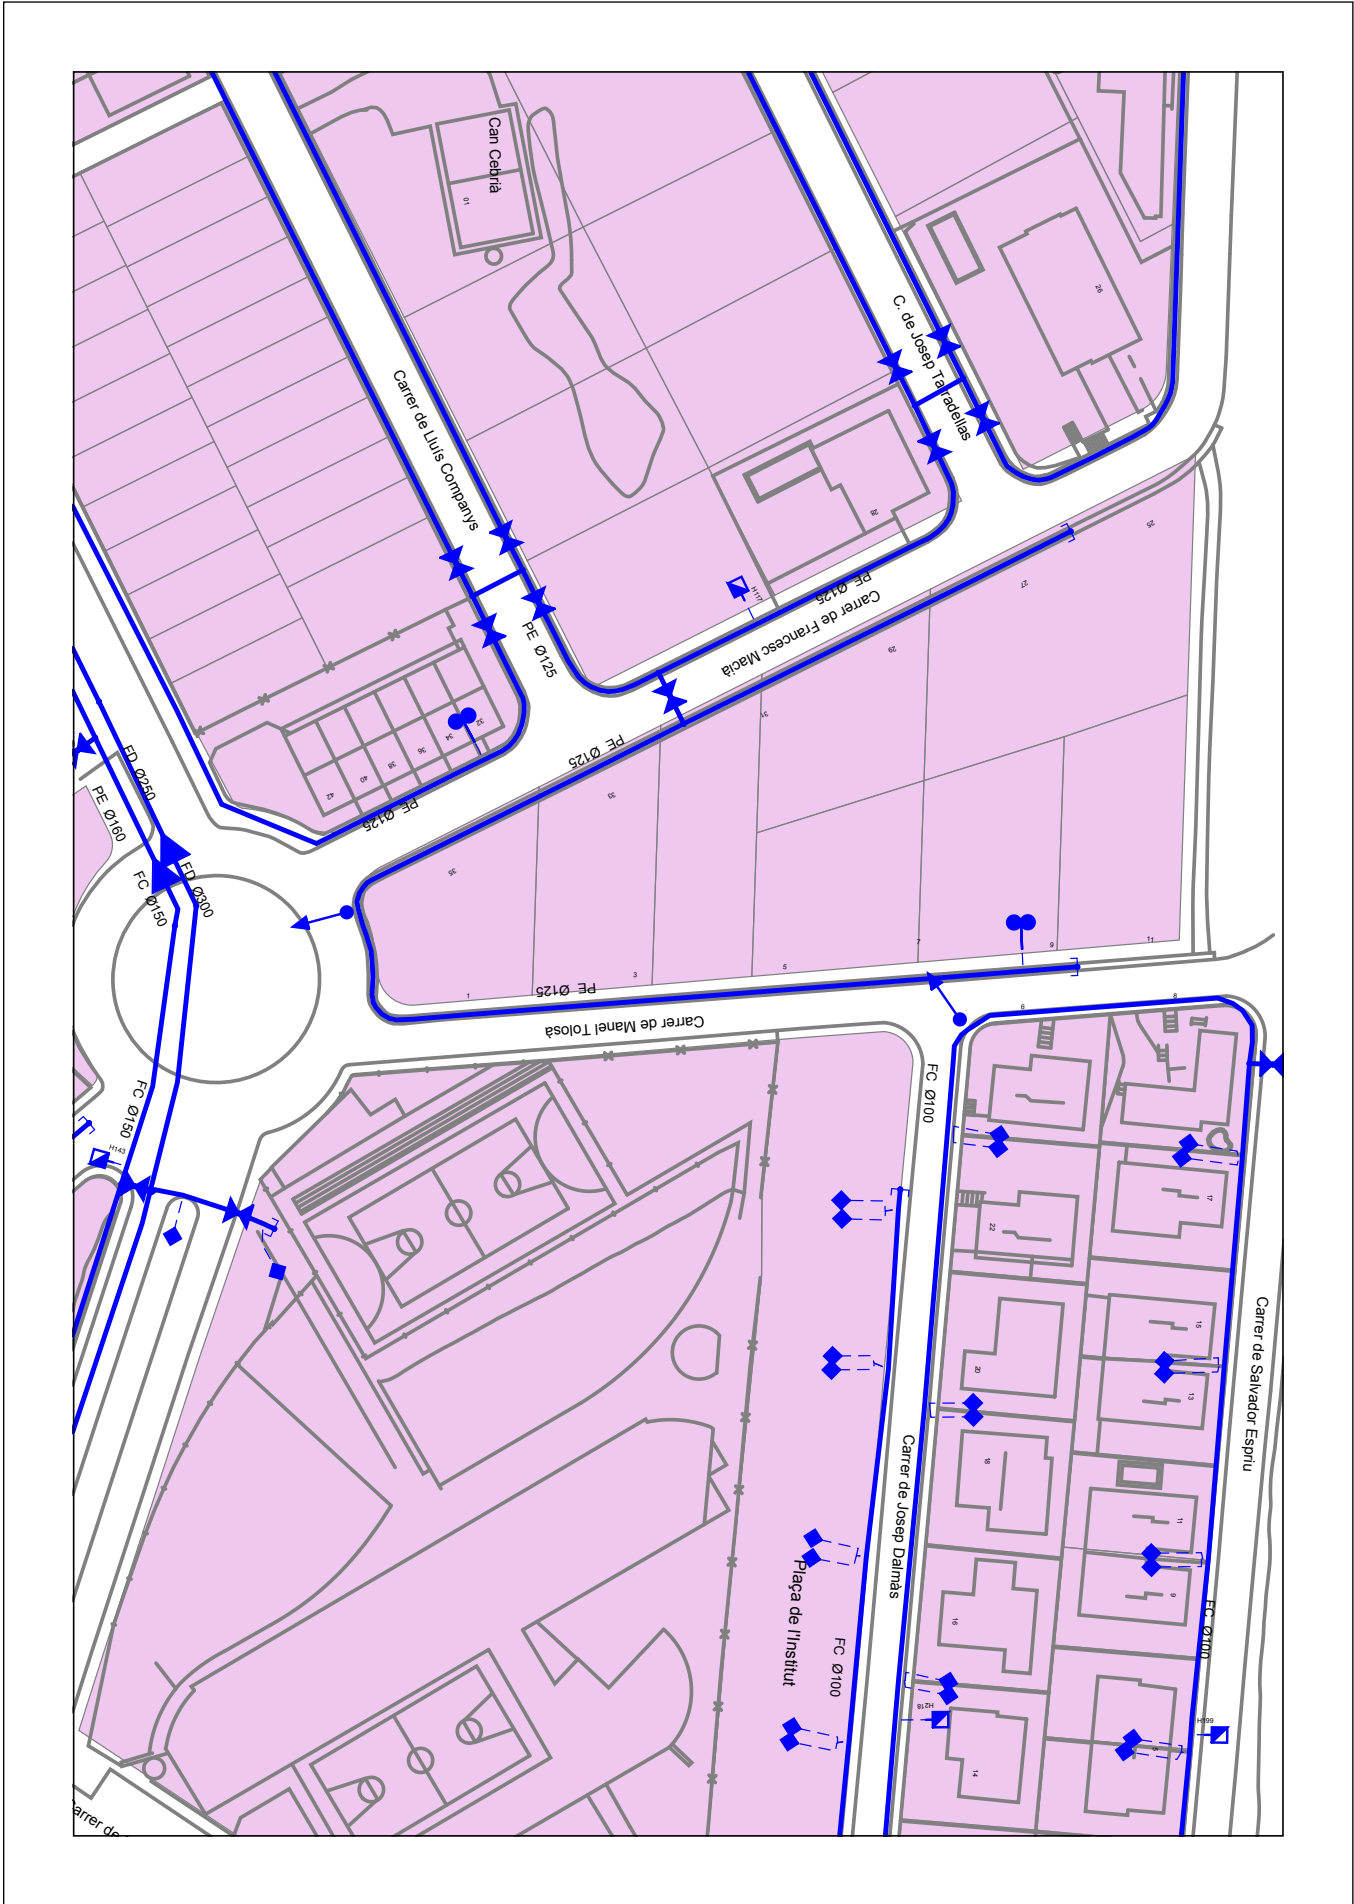 Can Cebrià
01
26
C. de Josep Tarradellas
Carrer de Lluís Companys
28
25
PE Ø125
H117
27
Carrer de Francesc Macià
PE Ø125
29
31
32
34
36
38
40
42
PE Ø125
PE Ø125
33
35
FD Ø250
PE Ø160
FD Ø300
FC Ø150
11
9
7
5
3
1
PE Ø125
Carrer de Manel Tolosà
8
6
FC Ø100
FC Ø150
H143
17
22
15
13
20
Carrer de Salvador Espriu
18
11
9
Carrer de Josep Dalmàs
Plaça de l'Institut
16
FC Ø100
FC Ø100
H218
H199
5
14
Carrer de